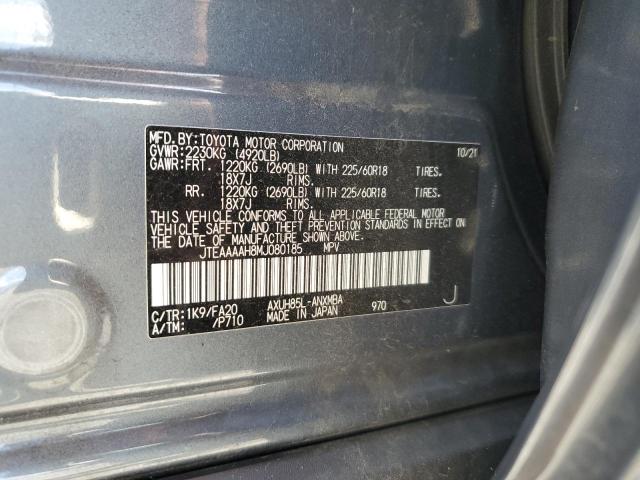 MFD.BY:TOYOTA MOTOR CORPORATION 10/21
GVWR:2230KG (4920LB)
GAWR:FRT. 1220KG (2690LB) WITH 225/60R18 TIRES.
18X7J RIMS.
RR. 1220KG (2690LB) WITH 225/60R18 TIRES.
18X7J RIMS.
THIS VEHICLE CONFORMS TO ALL APPLICABLE FEDERAL MOTOR
VEHICLE SAFETY AND THEFT PREVENTION STANDARDS IN EFFECT
ON THE DATE OF MANUFACTURE SHOWN ABOVE.
JTEAAAAH8MJ080185 MPV
C/TR:1K9/FA20 AXUH85L-ANXMBA 970 J
A/TM: /P710 MADE IN JAPAN